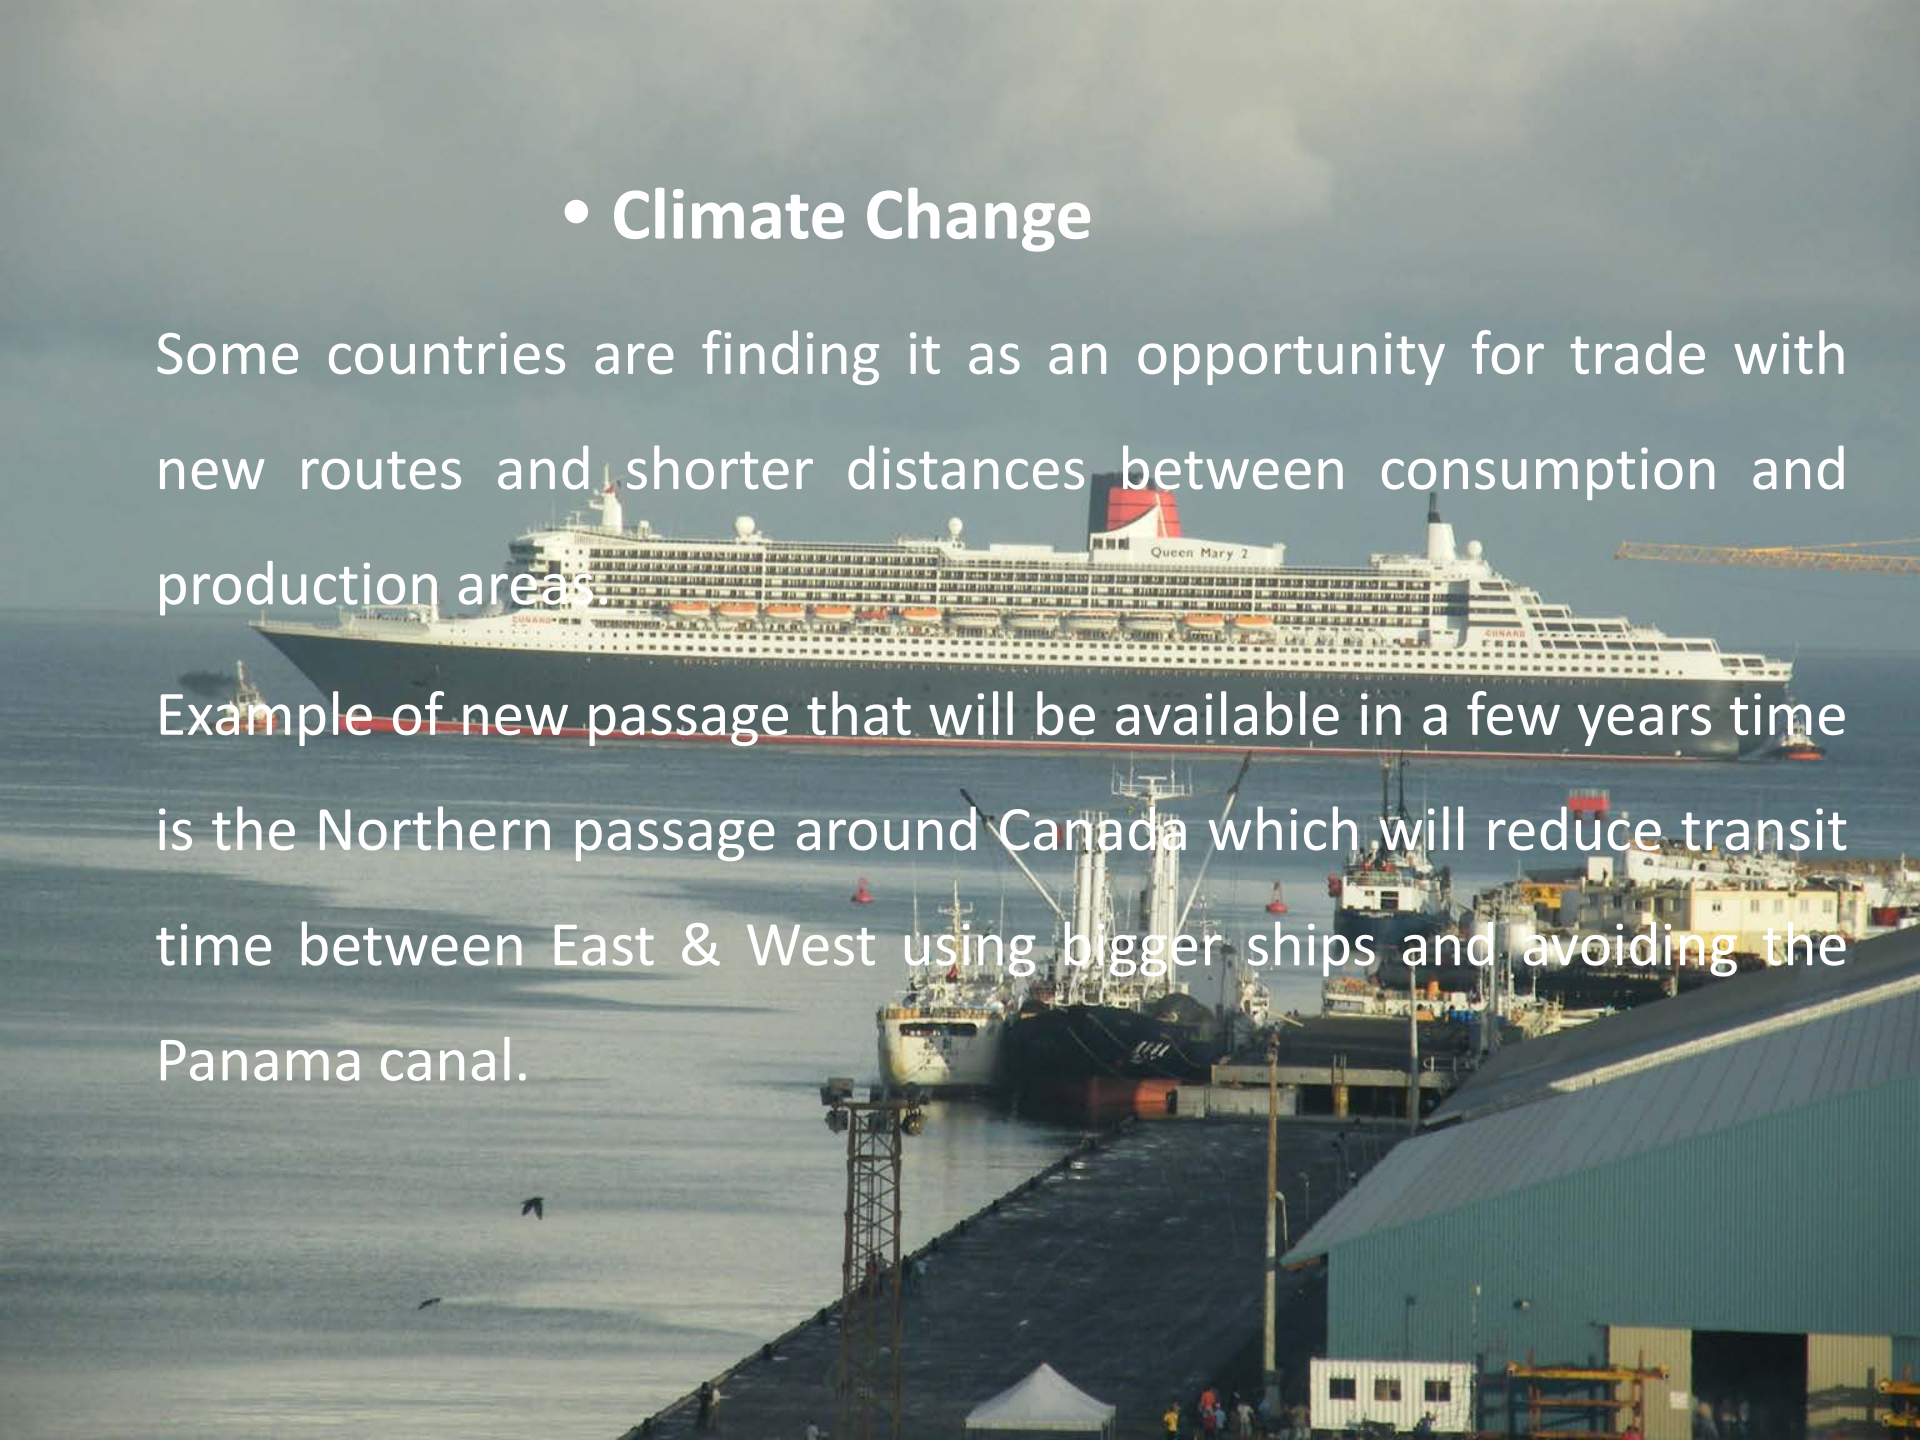 • Climate Change
Some countries are finding it as an opportunity for trade with
new routes and shorter distances between consumption and
production areas.
Example of new passage that will be available in a few years time
is the Northern passage around Canada which will reduce transit
time between East & West using bigger ships and avoiding the
Panama canal.
Queen Mary 2
CUNARD
CUNARD